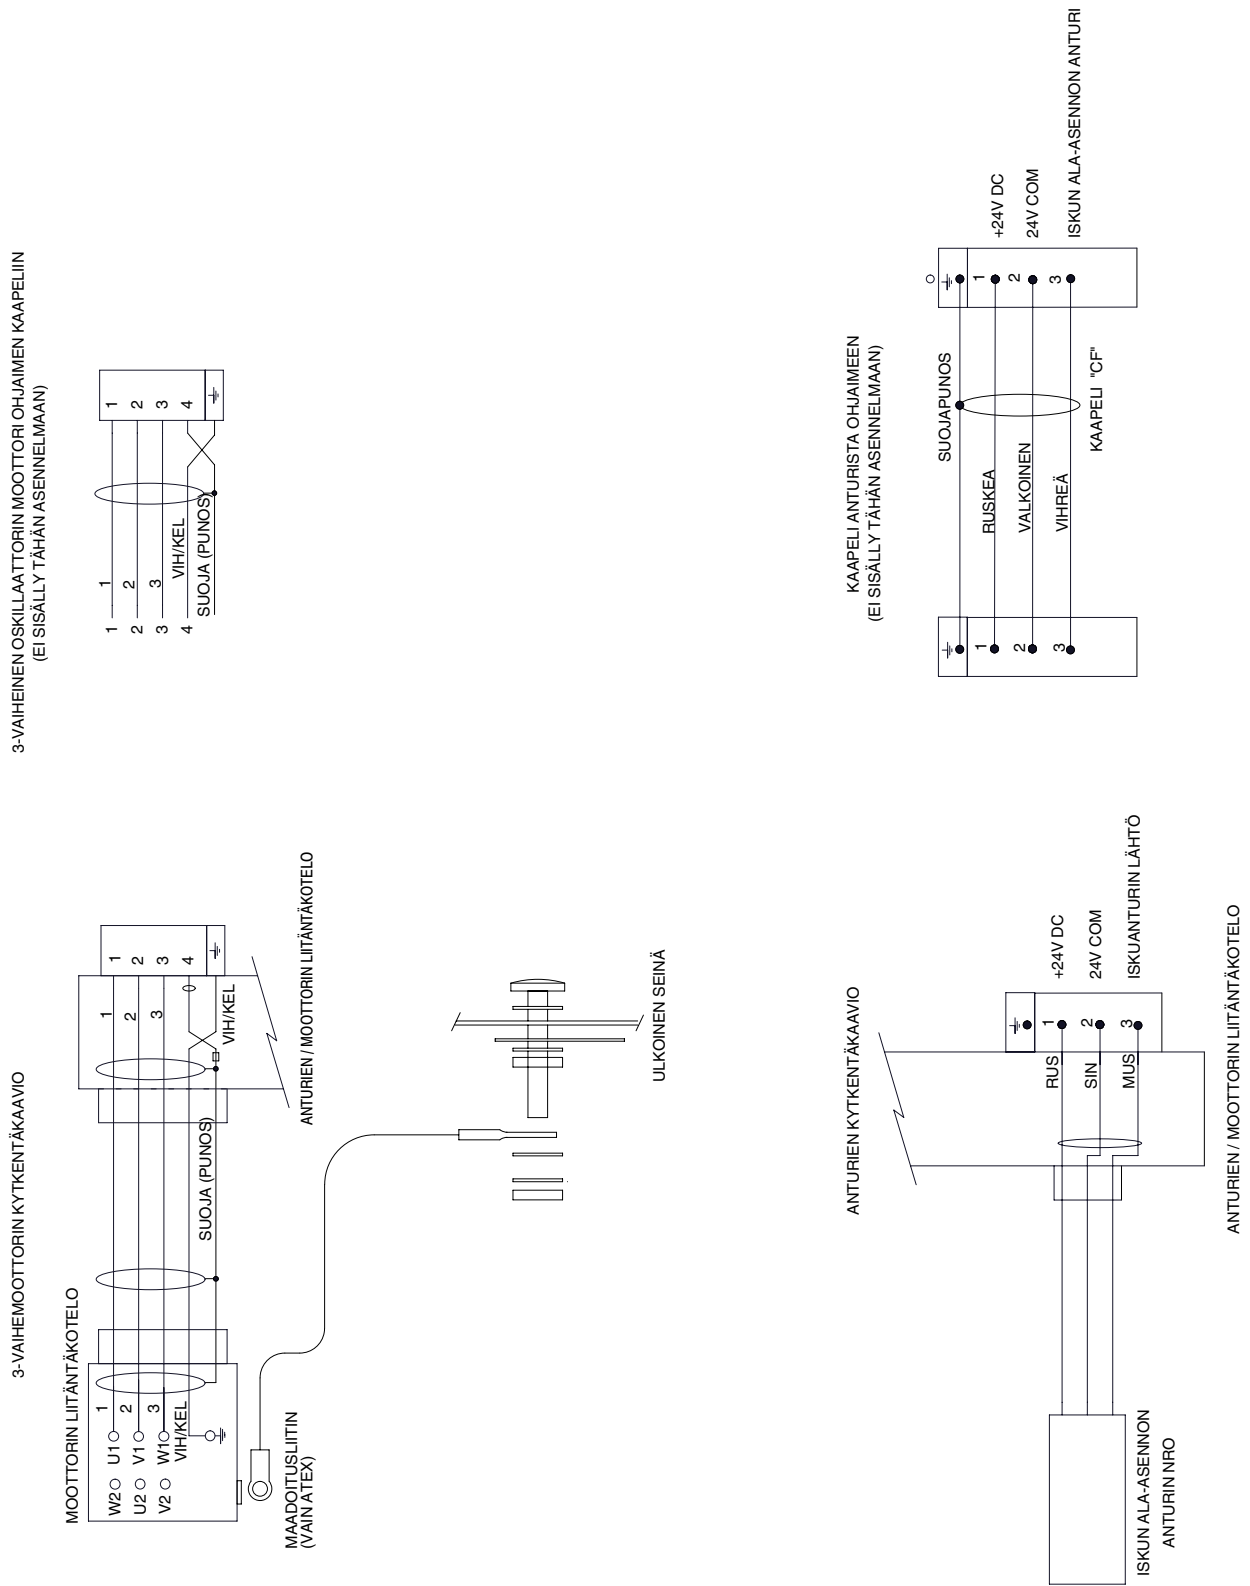 3-VAIHEMOOTTORIN KYTKENTÄKAAVIO
MOOTTORIN LIITÄNTÄKOTELO
W2 U1 1
U2 V1 2
V2 W1 3
VIH/KEL
SUOJA (PUNOS)
1 1
2 2
3 3
4
VIH/KEL
ANTURIEN / MOOTTORIN LIITÄNTÄKOTELO
MAADOITUSLIITIN
(VAIN ATEX)
ULKOINEN SEINÄ
3-VAIHEINEN OSKILLAATTORIN MOOTTORI OHJAIMEN KAAPELIIN
(EI SISÄLLY TÄHÄN ASENNELMAAN)
1 1 1
2 2 2
3 3 3
4 VIH/KEL 4
SUOJA (PUNOS)
ANTURIEN KYTKENTÄKAAVIO
RUS 1 +24V DC
SIN 2 24V COM
MUS 3 ISKUANTURIN LÄHTÖ
ISKUN ALA-ASENNON
ANTURIN NRO
ANTURIEN / MOOTTORIN LIITÄNTÄKOTELO
KAAPELI ANTURISTA OHJAIMEEN
(EI SISÄLLY TÄHÄN ASENNELMAAN)
SUOJAPUNOS
1 RUSKEA 1 +24V DC
2 VALKOINEN 2 24V COM
3 VIHREÄ 3 ISKUN ALA-ASENNON ANTURI
KAAPELI "CF"